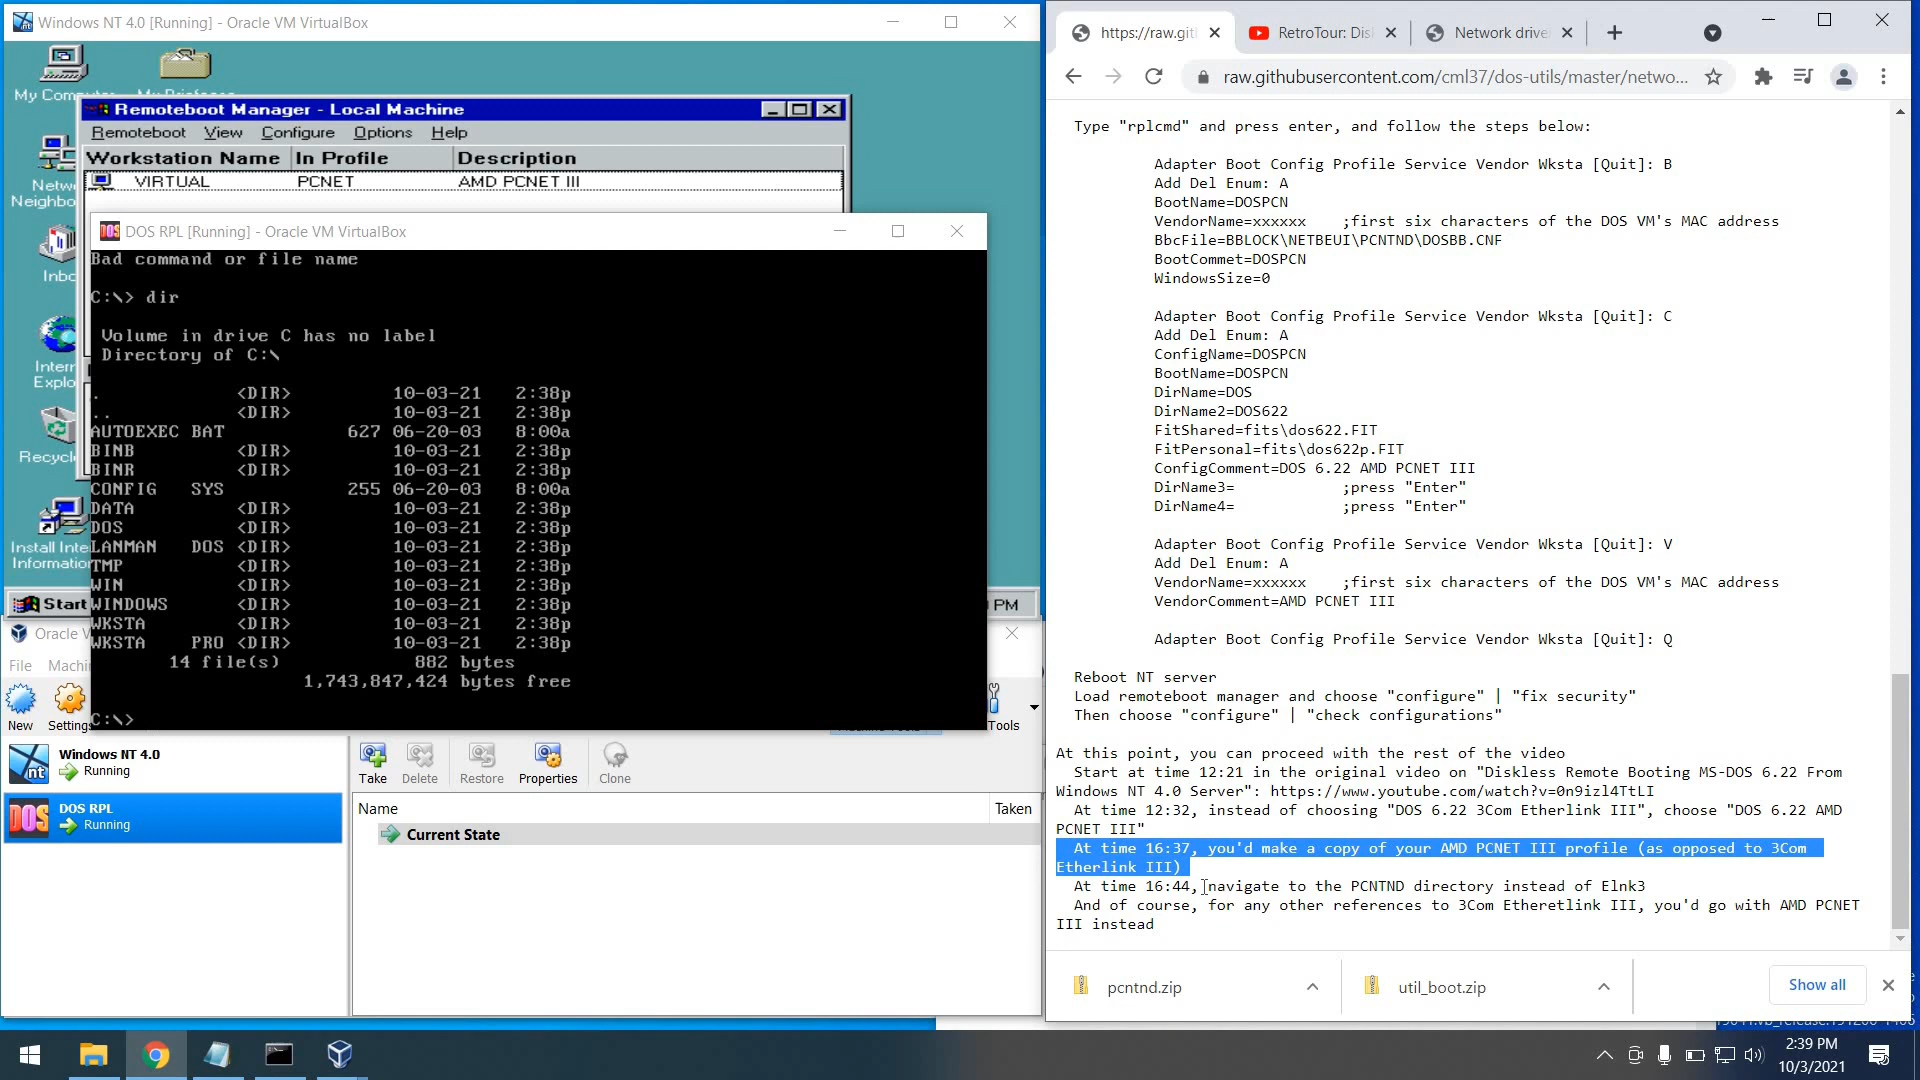 Windows NT 4.0 [Running] - Oracle VM VirtualBox
My Comp
Netw
Neighbo
Inbo
Intern
Explo
Recycl
Install Inte
Informatio
Start
PM
Remoteboot Manager - Local Machine
Remoteboot View Configure Options Help
Workstation Name In Profile Description
VIRTUAL PCNET AMD PCNET III
DOS RPL [Running] - Oracle VM VirtualBox
Bad command or file name
C:\> dir
Volume in drive C has no label
Directory of C:\
. <DIR> 10-03-21 2:38p
.. <DIR> 10-03-21 2:38p
AUTOEXEC BAT 627 06-20-03 8:00a
BINB <DIR> 10-03-21 2:38p
BINR <DIR> 10-03-21 2:38p
CONFIG SYS 255 06-20-03 8:00a
DATA <DIR> 10-03-21 2:38p
DOS <DIR> 10-03-21 2:38p
LANMAN DOS <DIR> 10-03-21 2:38p
TMP <DIR> 10-03-21 2:38p
WIN <DIR> 10-03-21 2:38p
WINDOWS <DIR> 10-03-21 2:38p
WKSTA <DIR> 10-03-21 2:38p
WKSTA PRO <DIR> 10-03-21 2:38p
14 file(s) 882 bytes
1,743,847,424 bytes free
C:\>
Oracle V
File Machin
New Settings
Tools
Windows NT 4.0
Running
DOS RPL
Running
Take Delete Restore Properties Clone
Name Taken
Current State
https://raw.git RetroTour: Dis Network drive
raw.githubusercontent.com/cml37/dos-utils/master/netwo...
Type "rplcmd" and press enter, and follow the steps below:
Adapter Boot Config Profile Service Vendor Wksta [Quit]: B
Add Del Enum: A
BootName=DOSPCN
VendorName=xxxxxx ;first six characters of the DOS VM's MAC address
BbcFile=BBLOCK\NETBEUI\PCNTND\DOSBB.CNF
BootCommet=DOSPCN
WindowsSize=0
Adapter Boot Config Profile Service Vendor Wksta [Quit]: C
Add Del Enum: A
ConfigName=DOSPCN
BootName=DOSPCN
DirName=DOS
DirName2=DOS622
FitShared=fits\dos622.FIT
FitPersonal=fits\dos622p.FIT
ConfigComment=DOS 6.22 AMD PCNET III
DirName3= ;press "Enter"
DirName4= ;press "Enter"
Adapter Boot Config Profile Service Vendor Wksta [Quit]: V
Add Del Enum: A
VendorName=xxxxxx ;first six characters of the DOS VM's MAC address
VendorComment=AMD PCNET III
Adapter Boot Config Profile Service Vendor Wksta [Quit]: Q
Reboot NT server
Load remoteboot manager and choose "configure" | "fix security"
Then choose "configure" | "check configurations"
At this point, you can proceed with the rest of the video
Start at time 12:21 in the original video on "Diskless Remote Booting MS-DOS 6.22 From
Windows NT 4.0 Server": https://www.youtube.com/watch?v=0n9izl4TtLI
At time 12:32, instead of choosing "DOS 6.22 3Com Etherlink III", choose "DOS 6.22 AMD
PCNET III"
At time 16:37, you'd make a copy of your AMD PCNET III profile (as opposed to 3Com
Etherlink III)
At time 16:44, navigate to the PCNTND directory instead of Elnk3
And of course, for any other references to 3Com Etheretlink III, you'd go with AMD PCNET
III instead
pcntnd.zip util_boot.zip Show all
2:39 PM
10/3/2021